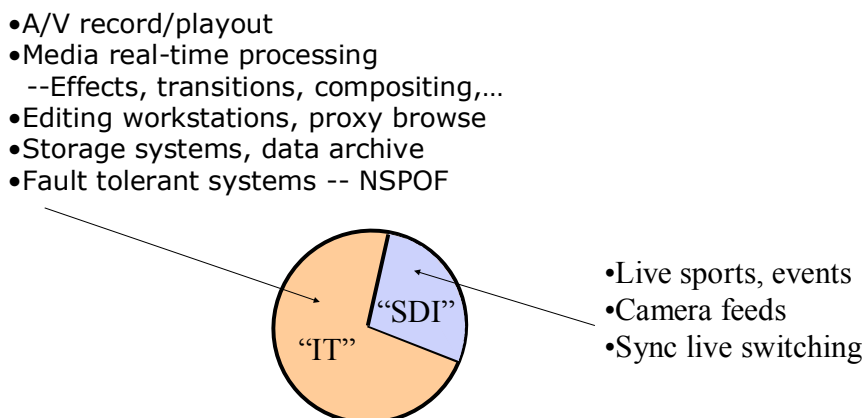 •A/V record/playout
•Media real-time processing
--Effects, transitions, compositing,...
•Editing workstations, proxy browse
•Storage systems, data archive
•Fault tolerant systems -- NSPOF
“SDI”
“IT”
•Live sports, events
•Camera feeds
•Sync live switching